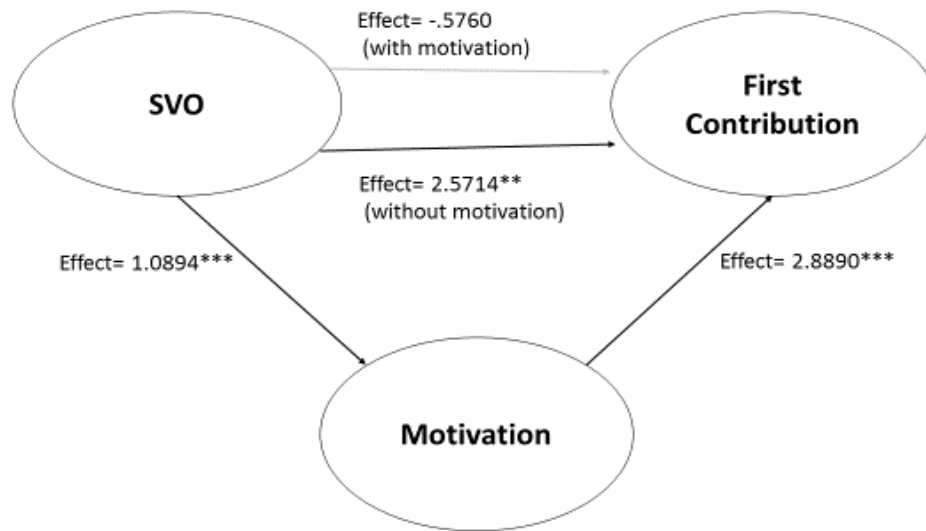 Effect= -.5760
(with motivation)
SVO
First
Contribution
Effect= 2.5714**
(without motivation)
Effect= 1.0894***
Effect= 2.8890***
Motivation